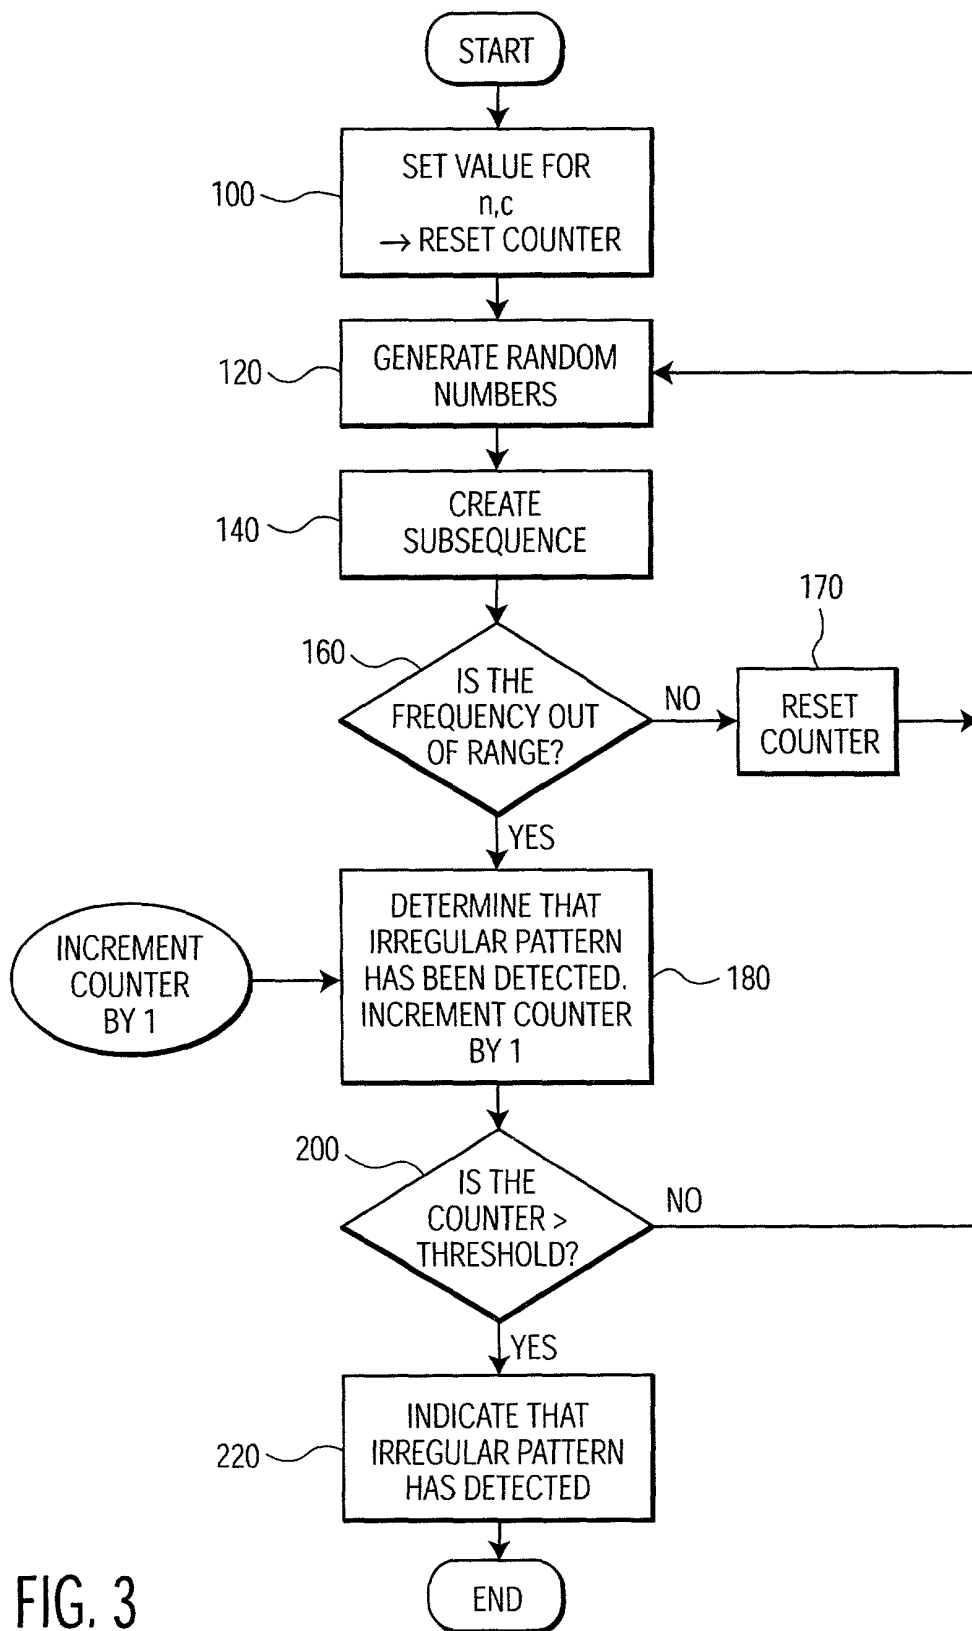 START
100
SET VALUE FOR
n,c
→ RESET COUNTER
120
GENERATE RANDOM
NUMBERS
140
CREATE
SUBSEQUENCE
160
IS THE
FREQUENCY OUT
OF RANGE?
NO
170
RESET
COUNTER
YES
INCREMENT
COUNTER
BY 1
DETERMINE THAT
IRREGULAR PATTERN
HAS BEEN DETECTED.
INCREMENT COUNTER
BY 1
180
200
IS THE
COUNTER >
THRESHOLD?
NO
YES
220
INDICATE THAT
IRREGULAR PATTERN
HAS DETECTED
END
FIG. 3